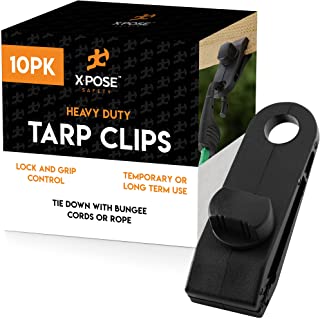 10PK
X POSE™
SAFETY
HEAVY DUTY
TARP CLIPS
LOCK AND GRIP
CONTROL
TEMPORARY OR
LONG TERM USE
TIE DOWN WITH BUNGEE
CORDS OR ROPE